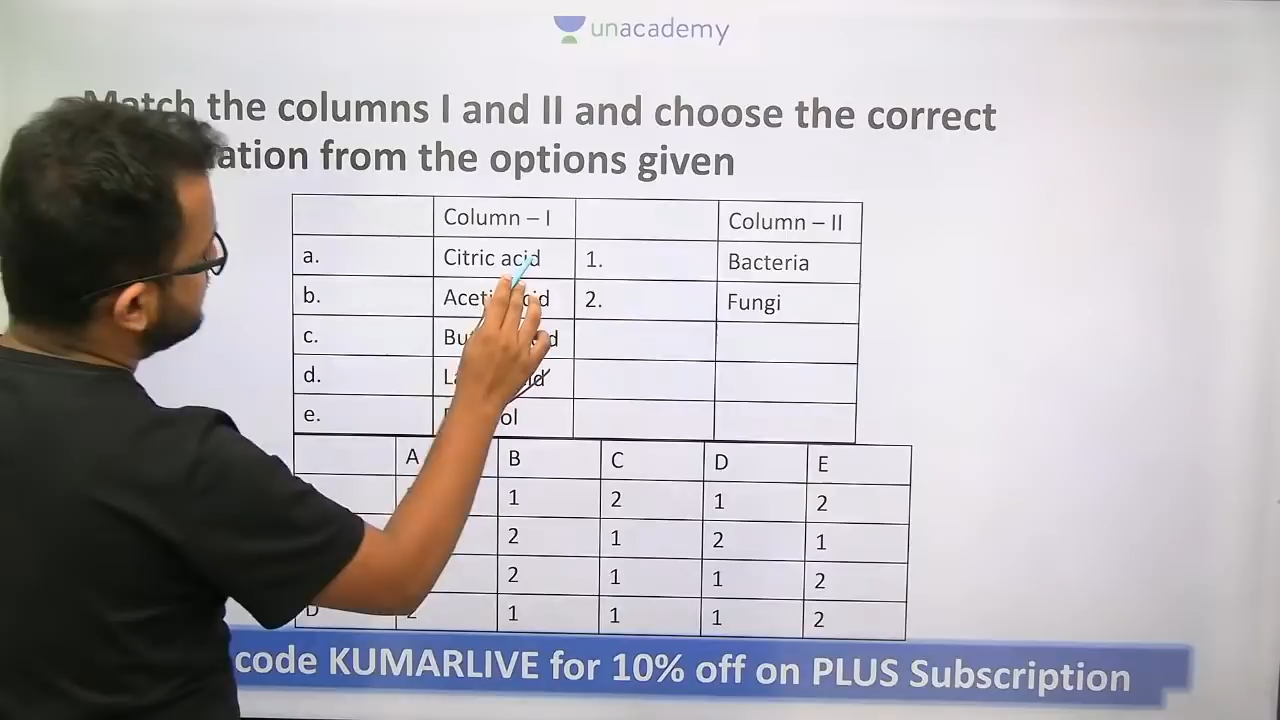 unacademy
Match the columns I and II and choose the correct
from the options given
Column – I Column – II
a. Citric acid 1. Bacteria
b. 2. Fungi
c.
d.
e.
A B C D E
1 2 1 2
2 1 2 1
2 1 1 2
D 2 1 1 1 2
code KUMARLIVE for 10% off on PLUS Subscription